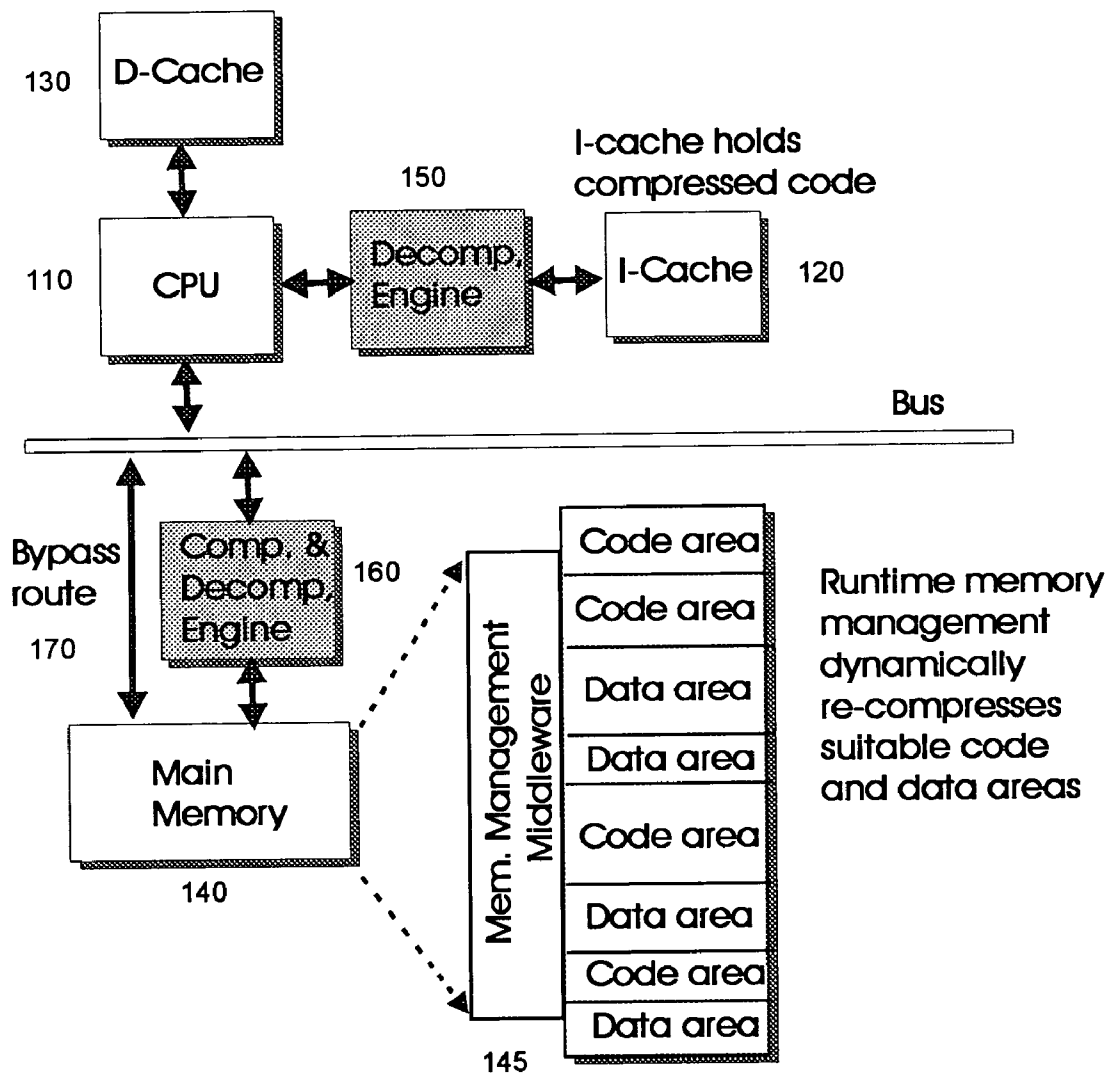 130
D-Cache
I-cache holds
compressed code
150
110
CPU
Decomp,
Engine
I-Cache
120
Bus
Bypass
route
170
Comp. &
Decomp,
Engine
160
Main
Memory
140
Mem. Management
Middleware
145
Code area
Code area
Data area
Data area
Code area
Data area
Code area
Data area
Runtime memory
management
dynamically
re-compresses
suitable code
and data areas